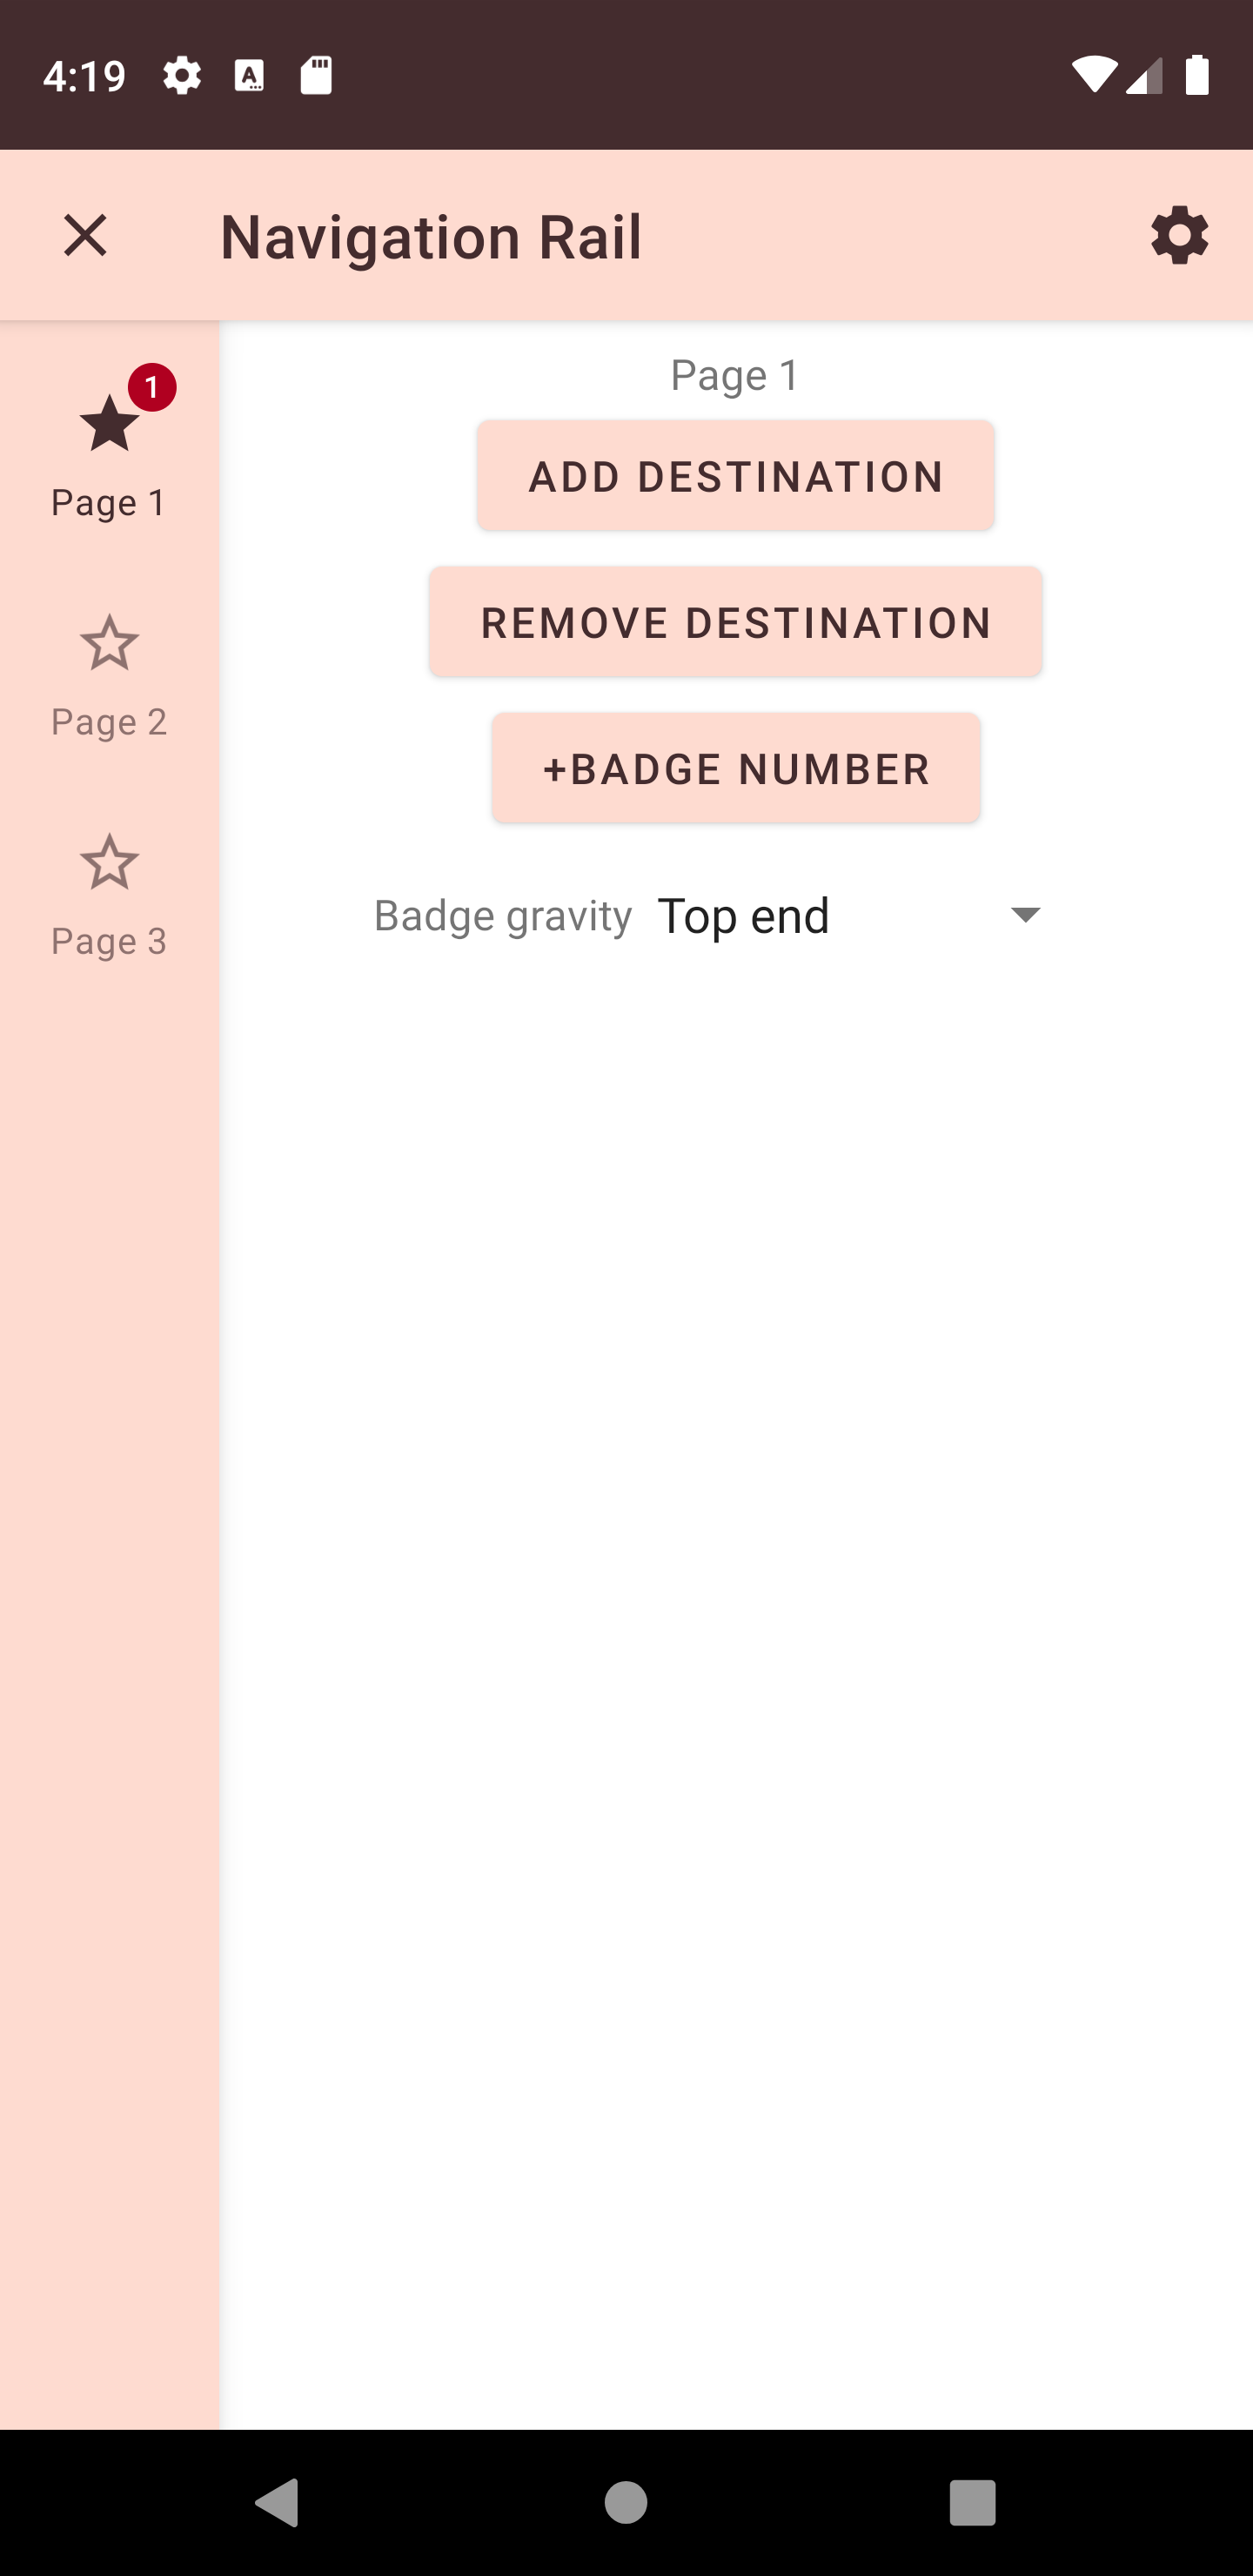 4:19
Navigation Rail
1
Page 1
Page 2
Page 3
Page 1
ADD DESTINATION
REMOVE DESTINATION
+BADGE NUMBER
Badge gravity Top end